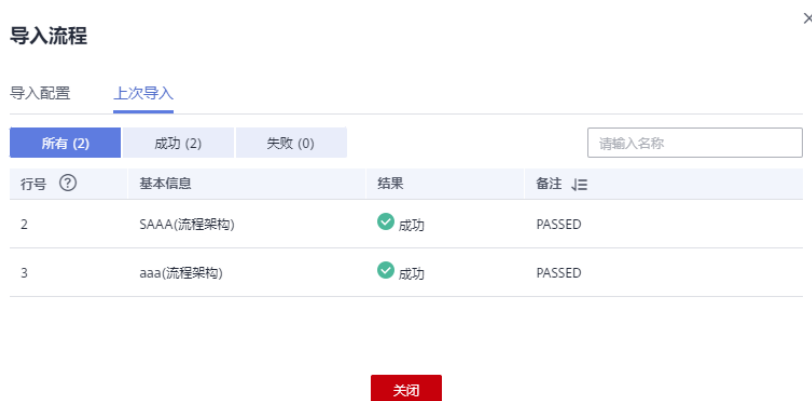 导入流程
导入配置 上次导入
所有 (2) 成功 (2) 失败 (0) 请输入名称
行号 ? 基本信息 结果 备注
2 SAAA(流程架构) 成功 PASSED
3 aaa(流程架构) 成功 PASSED
关闭